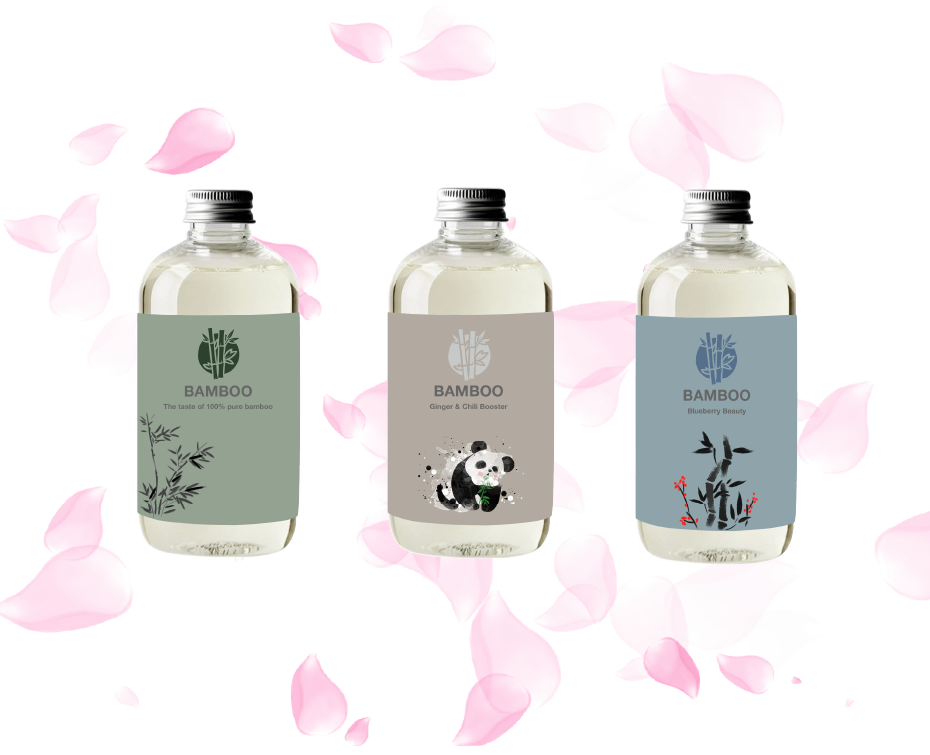 BAMBOO
The taste of 100% pure bamboo
BAMBOO
Ginger & Chili Booster
BAMBOO
Blueberry Beauty